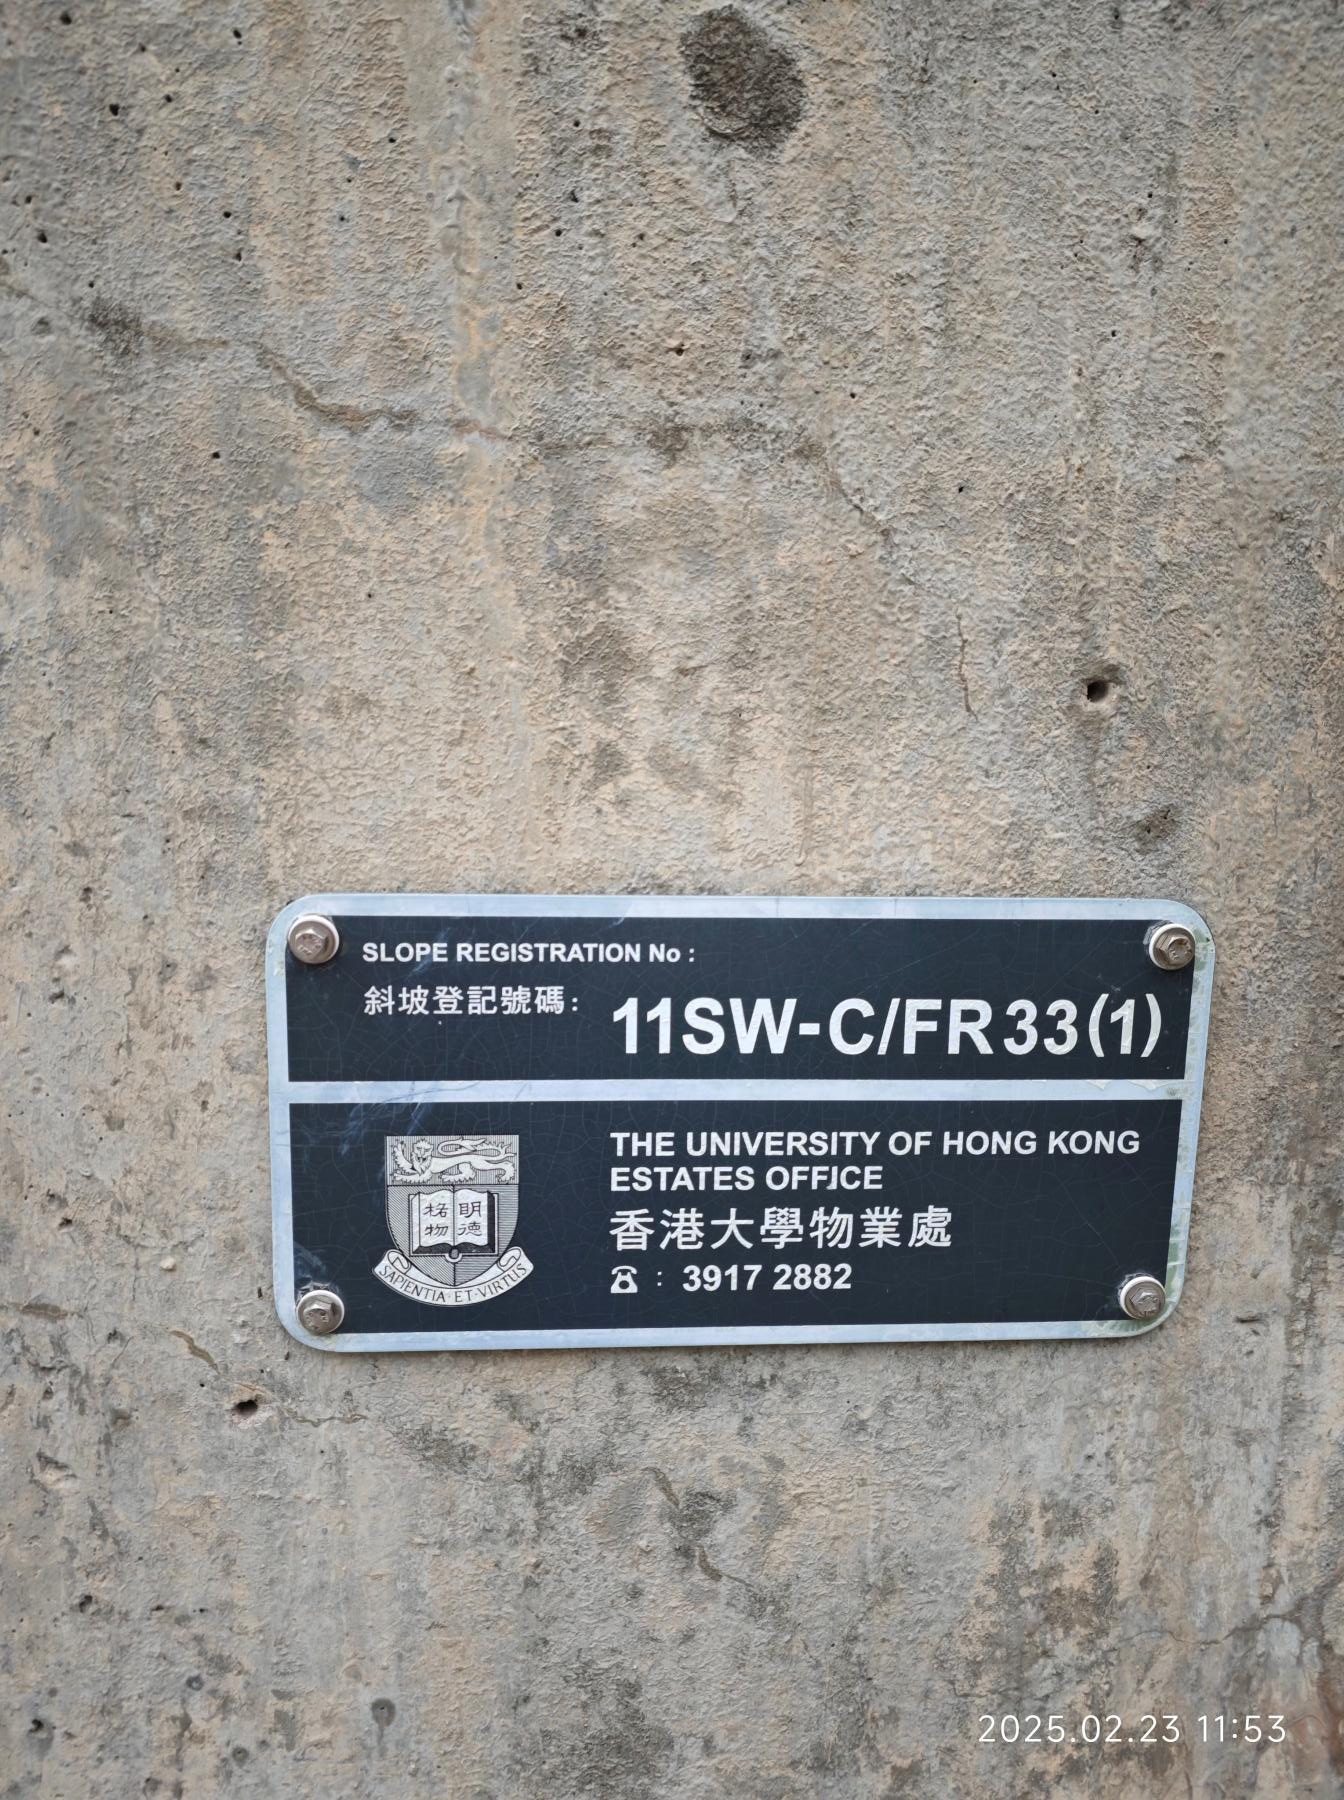 SLOPE REGISTRATION No :
斜坡登記號碼: 11SW-C/FR33(1)
THE UNIVERSITY OF HONG KONG
ESTATES OFFICE
香港大學物業處
☎ : 3917 2882
明德
格物
SAPIENTIA·ET·VIRTUS
2025.02.23 11:53